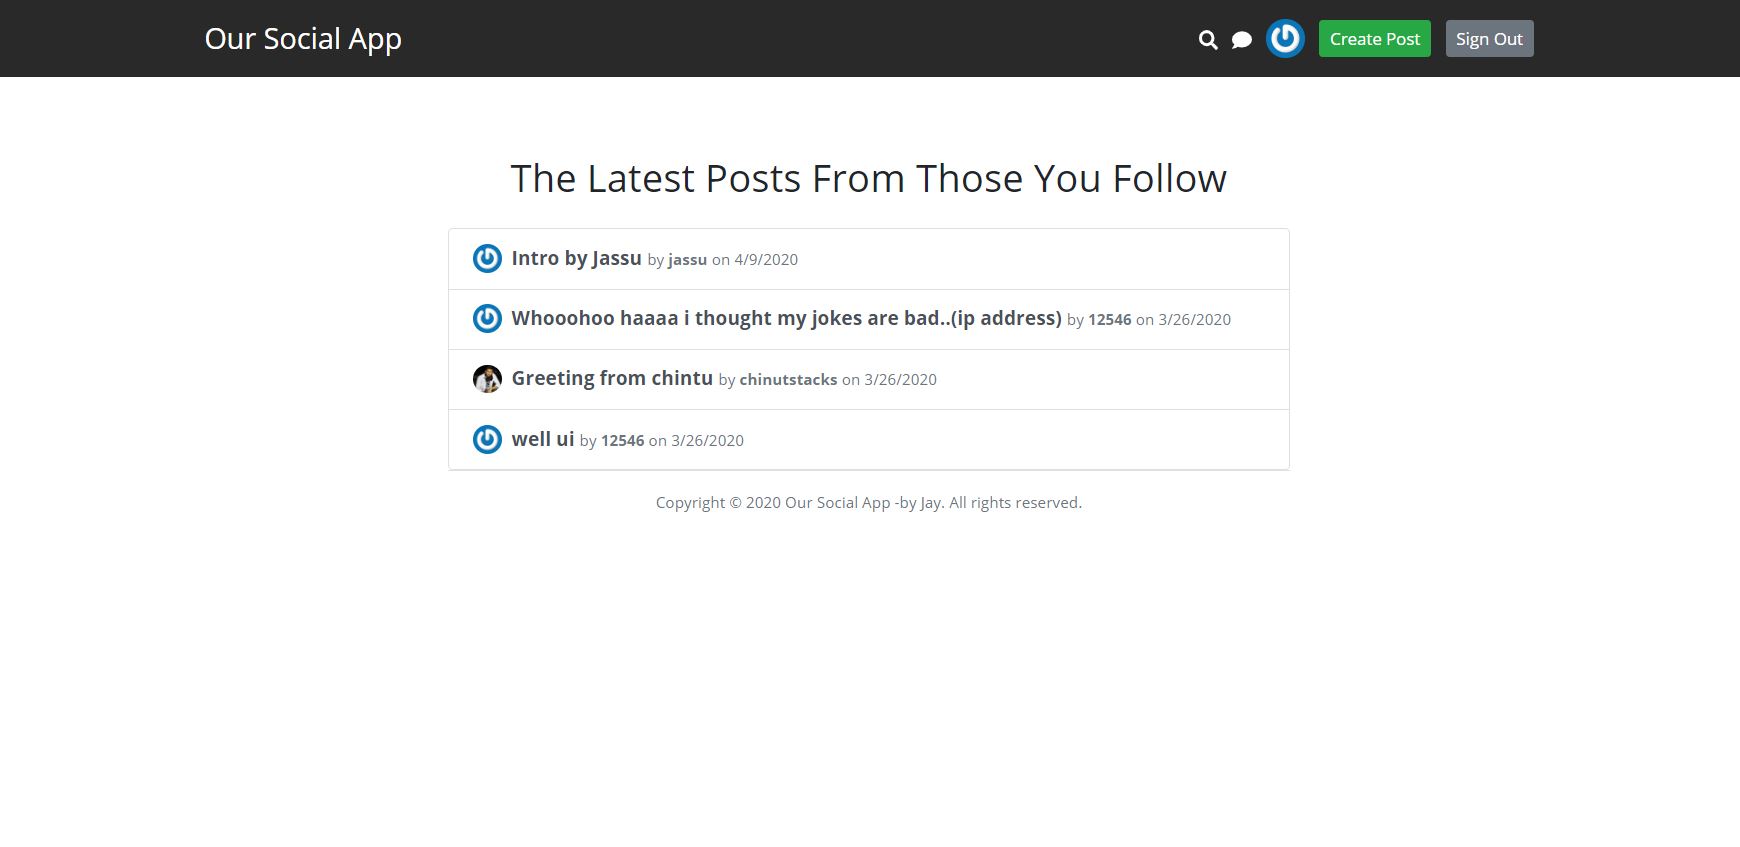 Our Social App
Create Post
Sign Out
The Latest Posts From Those You Follow
Intro by Jassu by jassu on 4/9/2020
Whooohoo haaaa i thought my jokes are bad..(ip address) by 12546 on 3/26/2020
Greeting from chintu by chinutstacks on 3/26/2020
well ui by 12546 on 3/26/2020
Copyright © 2020 Our Social App -by Jay. All rights reserved.